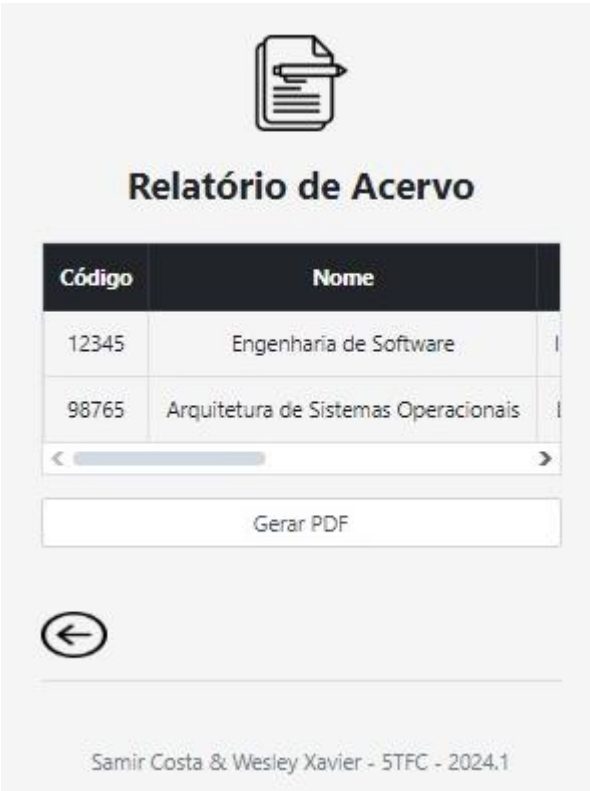 Relatório de Acervo
Código Nome
12345 Engenharia de Software
98765 Arquitetura de Sistemas Operacionais
Gerar PDF
Samir Costa & Wesley Xavier - 5TFC - 2024.1